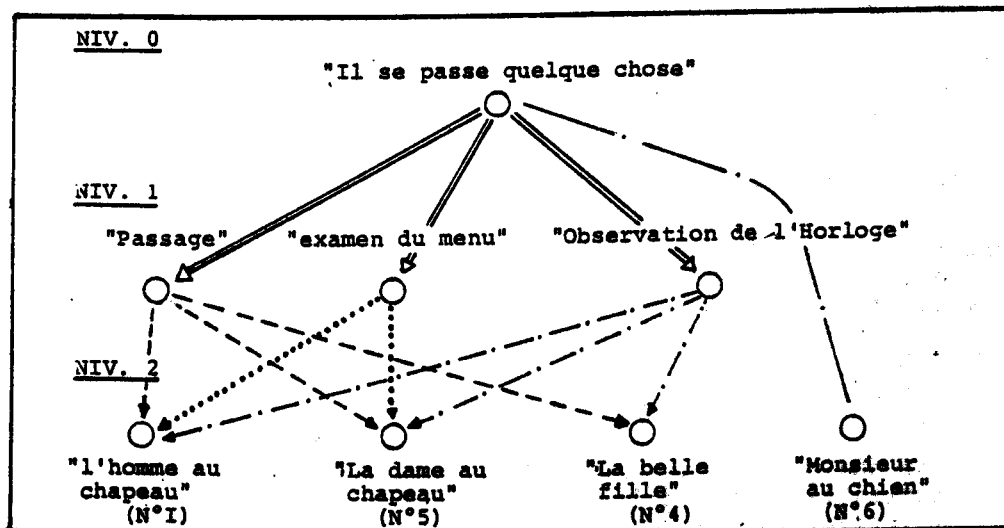 NIV. 0
"Il se passe quelque chose"
NIV. 1
"Passage" "examen du menu" "Observation de l'Horloge"
NIV. 2
"l'homme au chapeau" (N°I)
"La dame au chapeau" (N°5)
"La belle fille" (N°4)
"Monsieur au chien" (N°6)